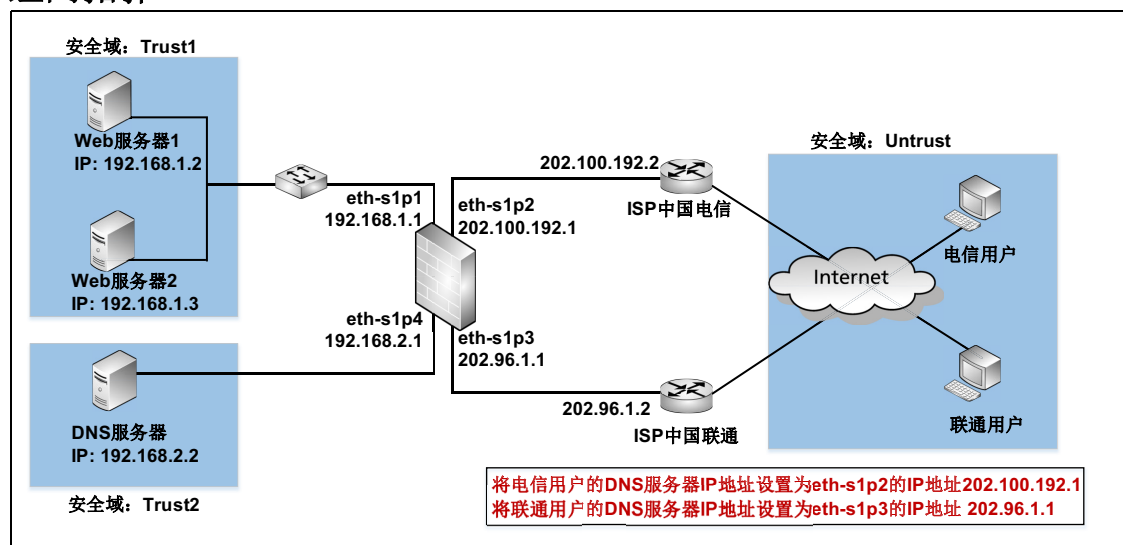 安全域：Trust1
Web服务器1
IP: 192.168.1.2
Web服务器2
IP: 192.168.1.3
DNS服务器
IP: 192.168.2.2
安全域：Trust2
eth-s1p1
192.168.1.1
eth-s1p2
202.100.192.1
eth-s1p4
192.168.2.1
eth-s1p3
202.96.1.1
202.100.192.2
ISP中国电信
202.96.1.2
ISP中国联通
安全域：Untrust
Internet
电信用户
联通用户
将电信用户的DNS服务器IP地址设置为eth-s1p2的IP地址202.100.192.1
将联通用户的DNS服务器IP地址设置为eth-s1p3的IP地址 202.96.1.1